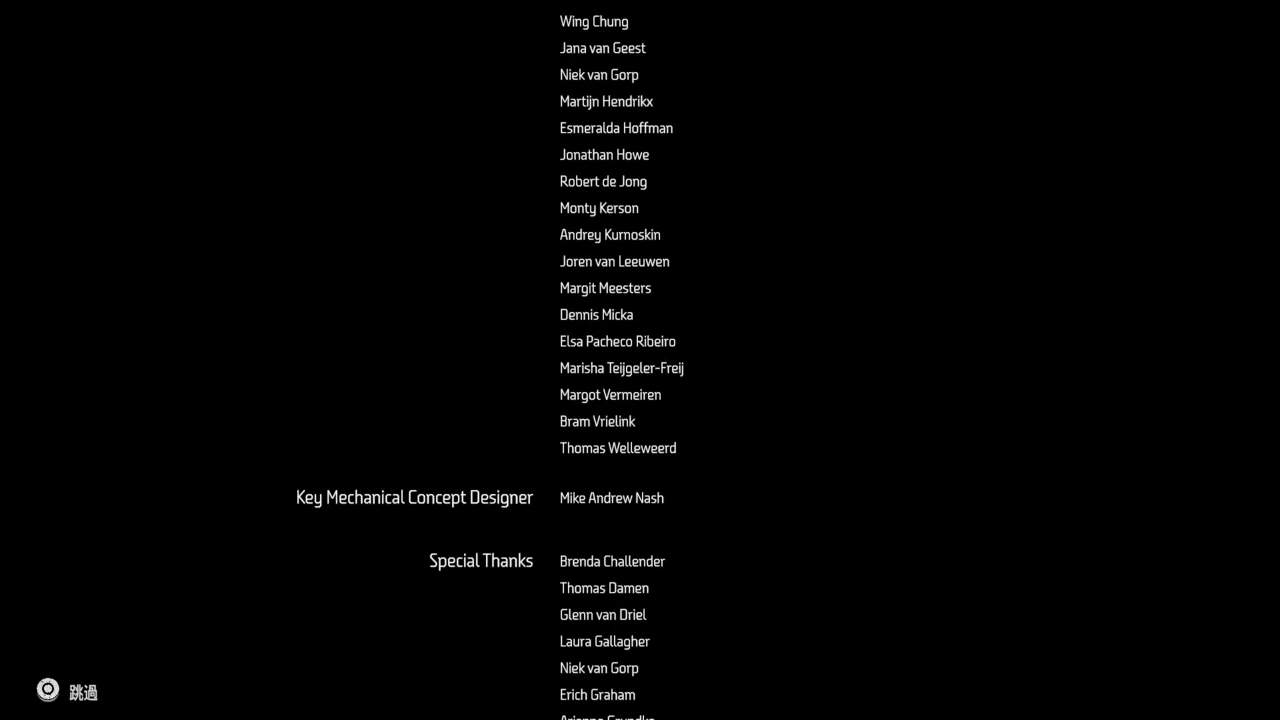 Wing Chung
Jana van Geest
Niek van Gorp
Martijn Hendrikx
Esmeralda Hoffman
Jonathan Howe
Robert de Jong
Monty Kerson
Andrey Kurnoskin
Joren van Leeuwen
Margit Meesters
Dennis Micka
Elsa Pacheco Ribeiro
Marisha Teijgeler-Freij
Margot Vermeiren
Bram Vrielink
Thomas Welleweerd
Key Mechanical Concept Designer Mike Andrew Nash
Special Thanks Brenda Challender
Thomas Damen
Glenn van Driel
Laura Gallagher
Niek van Gorp
Erich Graham
跳過